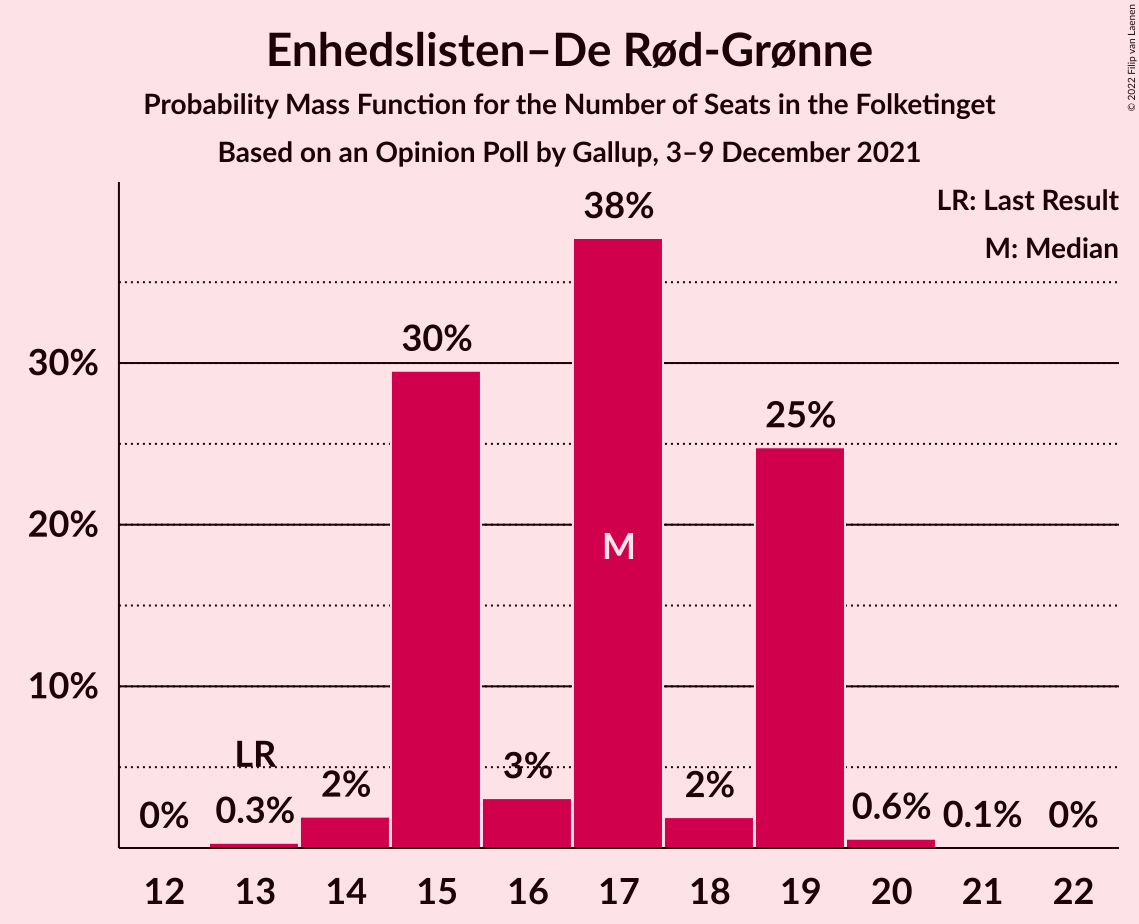 Enhedslisten–De Rød-Grønne
Probability Mass Function for the Number of Seats in the Folketinget
Based on an Opinion Poll by Gallup, 3–9 December 2021
© 2022 Filip van Laenen
LR: Last Result
M: Median
38%
30%
30%
25%
20%
M
10%
LR
3%
2%
2%
0%
0.3%
0.6%
0.1%
0%
12 13 14 15 16 17 18 19 20 21 22